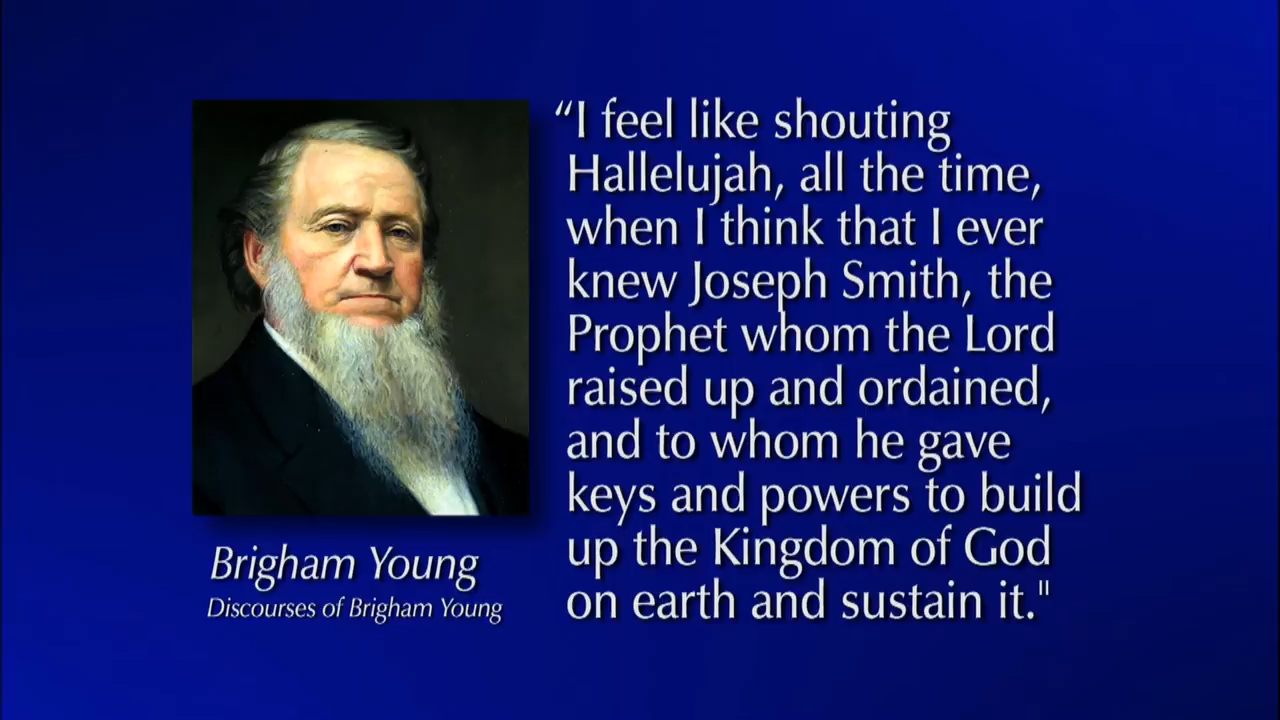 “I feel like shouting
Hallelujah, all the time,
when I think that I ever
knew Joseph Smith, the
Prophet whom the Lord
raised up and ordained,
and to whom he gave
keys and powers to build
up the Kingdom of God
on earth and sustain it."
Brigham Young
Discourses of Brigham Young